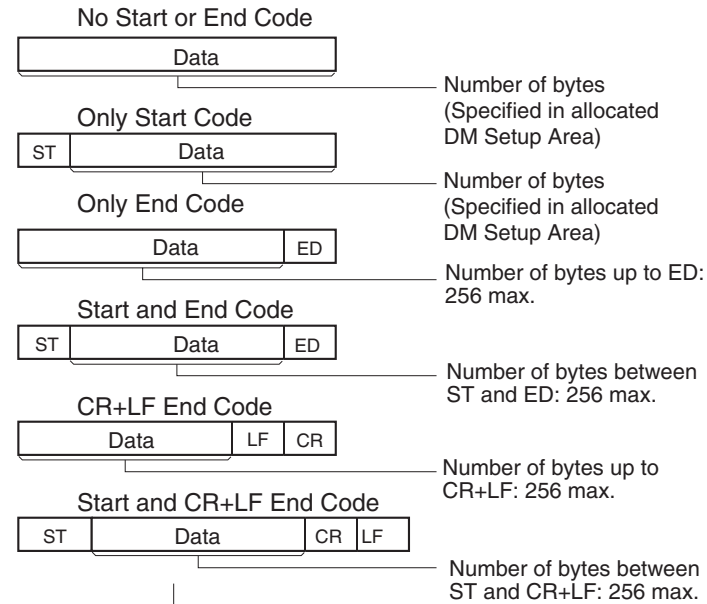 No Start or End Code
Data
Number of bytes
(Specified in allocated
DM Setup Area)
Only Start Code
ST Data
Number of bytes
(Specified in allocated
DM Setup Area)
Only End Code
Data ED
Number of bytes up to ED:
256 max.
Start and End Code
ST Data ED
Number of bytes between
ST and ED: 256 max.
CR+LF End Code
Data LF CR
Number of bytes up to
CR+LF: 256 max.
Start and CR+LF End Code
ST Data CR LF
Number of bytes between
ST and CR+LF: 256 max.